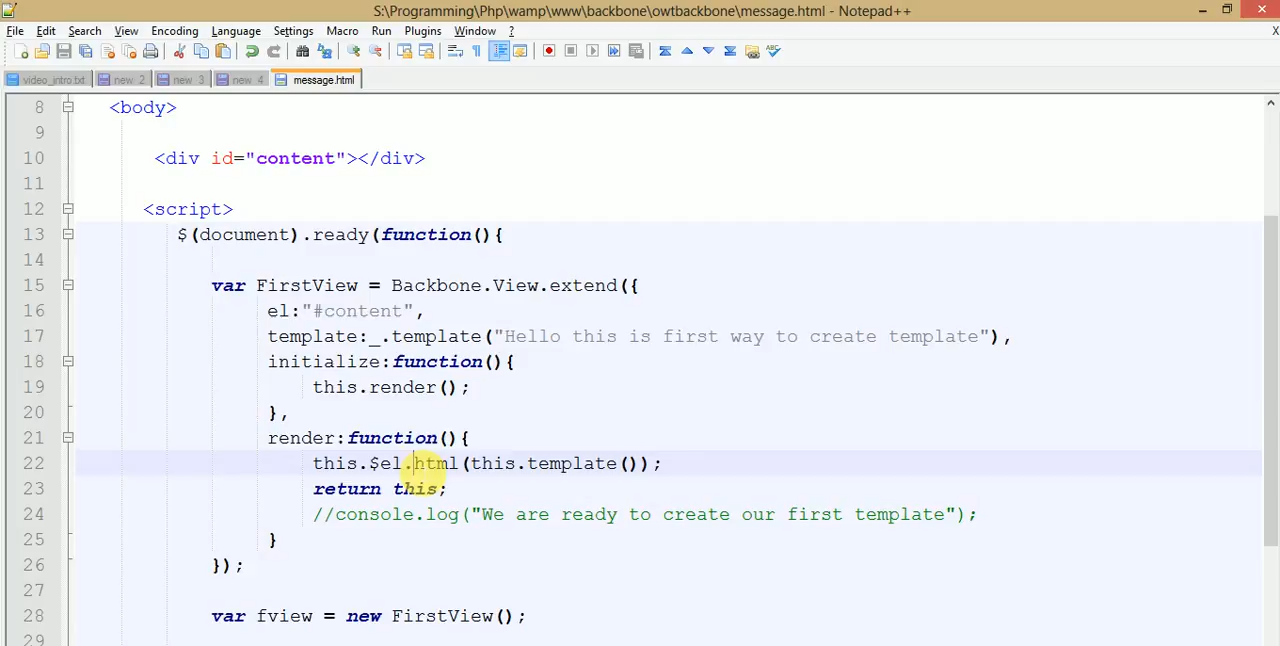 S:\Programming\Php\wamp\www\backbone\owtbackbone\message.html - Notepad++
File Edit Search View Encoding Language Settings Macro Run Plugins Window ?
X
video_intro.txt new 2 new 3 new 4 message.html
8 <body>
9
10 <div id="content"></div>
11
12 <script>
13 $(document).ready(function(){
14
15 var FirstView = Backbone.View.extend({
16 el:"#content",
17 template:_.template("Hello this is first way to create template"),
18 initialize:function(){
19 this.render();
20 },
21 render:function(){
22 this.$el.html(this.template());
23 return this;
24 //console.log("We are ready to create our first template");
25 }
26 });
27
28 var fview = new FirstView();
29